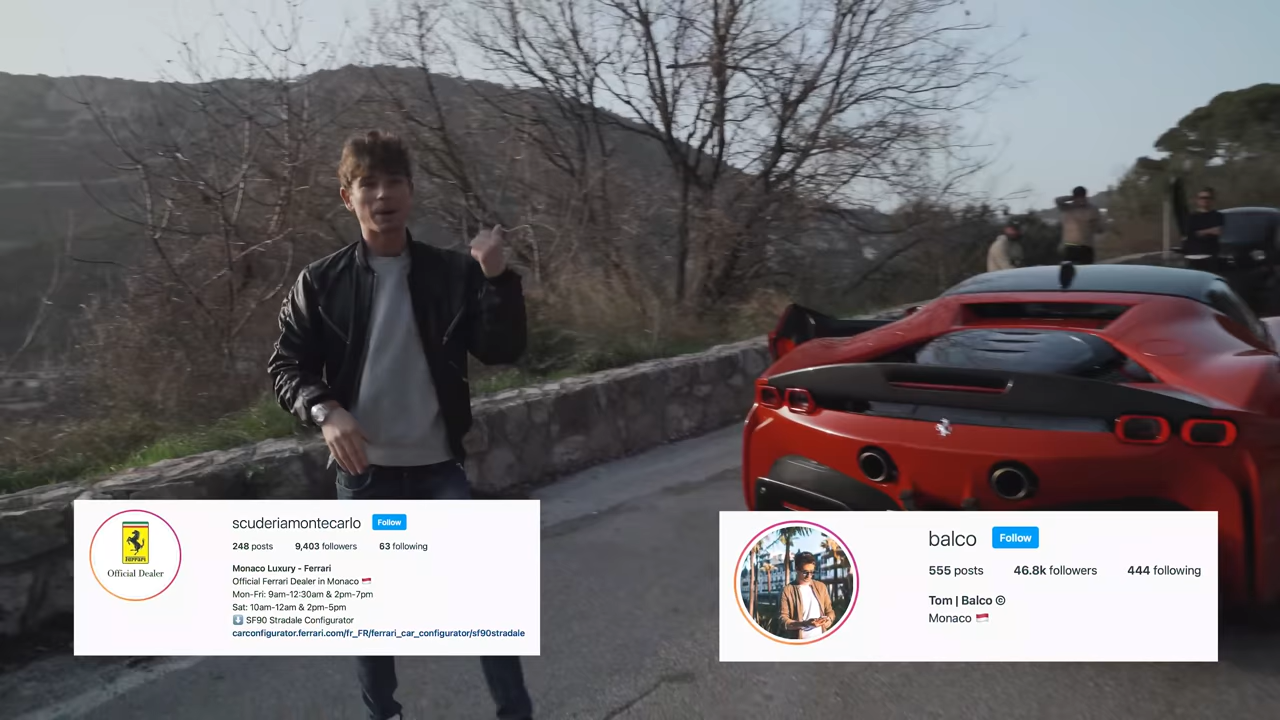 scuderiamontecarlo Follow
248 posts 9,403 followers 63 following
Monaco Luxury - Ferrari
Official Ferrari Dealer in Monaco 🇲🇨
Mon-Fri: 9am-12:30am & 2pm-7pm
Sat: 10am-12am & 2pm-5pm
⬇️ SF90 Stradale Configurator
carconfigurator.ferrari.com/fr_FR/ferrari_car_configurator/sf90stradale
Ferrari
Official Dealer
balco Follow
555 posts 46.8k followers 444 following
Tom | Balco ©
Monaco 🇲🇨